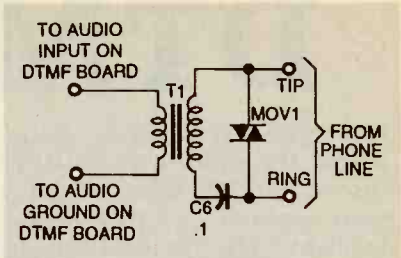 TO AUDIO
INPUT ON
DTMF BOARD
T1
TIP
MOV1
FROM
PHONE
LINE
RING
C6
.1
TO AUDIO
GROUND ON
DTMF BOARD